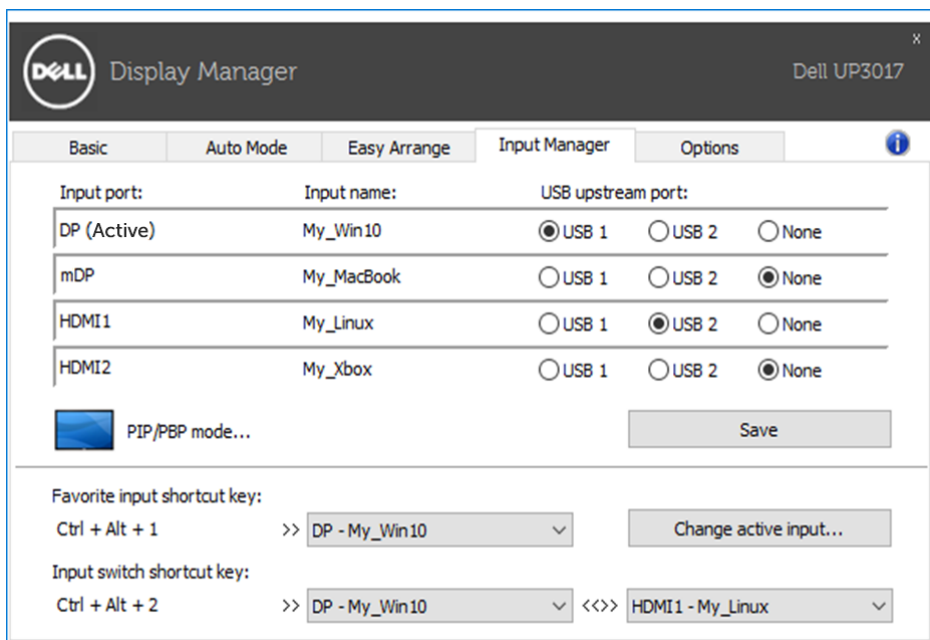 x
DELL Display Manager Dell UP3017
Basic Auto Mode Easy Arrange Input Manager Options i
Input port: Input name: USB upstream port:
DP (Active) My_Win10 USB 1 USB 2 None
mDP My_MacBook USB 1 USB 2 None
HDMI1 My_Linux USB 1 USB 2 None
HDMI2 My_Xbox USB 1 USB 2 None
PIP/PBP mode... Save
Favorite input shortcut key:
Ctrl + Alt + 1 >> DP - My_Win10 Change active input...
Input switch shortcut key:
Ctrl + Alt + 2 >> DP - My_Win10 <<>> HDMI1 - My_Linux